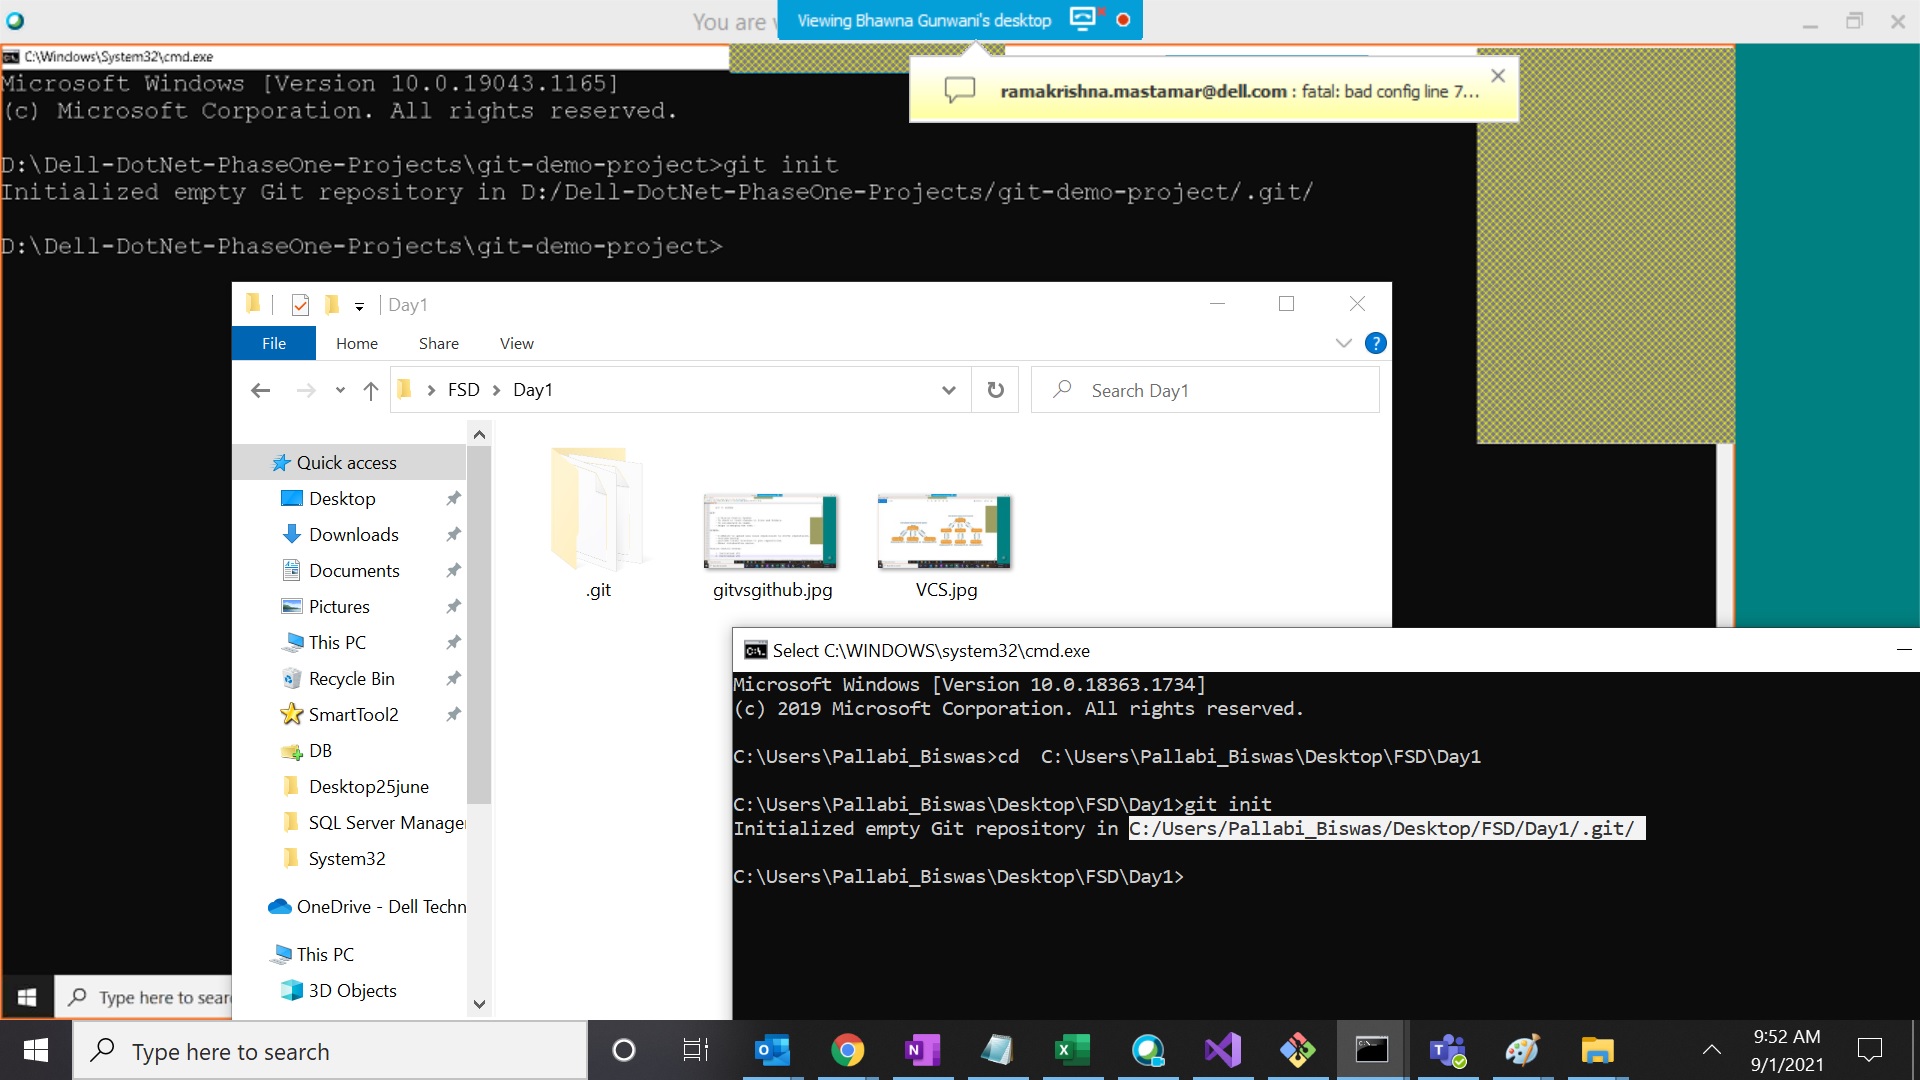 You are v
Viewing Bhawna Gunwani's desktop
C:\Windows\System32\cmd.exe
ramakrishna.mastamar@dell.com : fatal: bad config line 7...
Microsoft Windows [Version 10.0.19043.1165]
(c) Microsoft Corporation. All rights reserved.
D:\Dell-DotNet-PhaseOne-Projects\git-demo-project>git init
Initialized empty Git repository in D:/Dell-DotNet-PhaseOne-Projects/git-demo-project/.git/
D:\Dell-DotNet-PhaseOne-Projects\git-demo-project>
Day1
File Home Share View
FSD Day1
Search Day1
Quick access
Desktop
Downloads
Documents
Pictures
This PC
Recycle Bin
SmartTool2
DB
Desktop25june
SQL Server Manage
System32
OneDrive - Dell Techn
This PC
3D Objects
.git
gitvsgithub.jpg
VCS.jpg
Select C:\WINDOWS\system32\cmd.exe
Microsoft Windows [Version 10.0.18363.1734]
(c) 2019 Microsoft Corporation. All rights reserved.
C:\Users\Pallabi_Biswas>cd  C:\Users\Pallabi_Biswas\Desktop\FSD\Day1
C:\Users\Pallabi_Biswas\Desktop\FSD\Day1>git init
Initialized empty Git repository in C:/Users/Pallabi_Biswas/Desktop/FSD/Day1/.git/
C:\Users\Pallabi_Biswas\Desktop\FSD\Day1>
Type here to sear
Type here to search
9:52 AM
9/1/2021